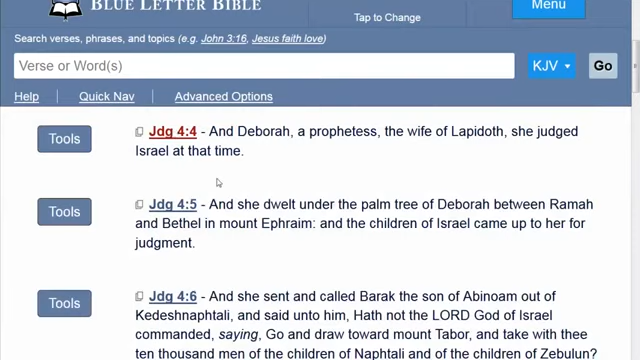 BLUE LETTER BIBLE
Tap to Change
Menu
Search verses, phrases, and topics (e.g. John 3:16, Jesus faith love)
Verse or Word(s)
KJV
Go
Help Quick Nav Advanced Options
Tools
Jdg 4:4 - And Deborah, a prophetess, the wife of Lapidoth, she judged
Israel at that time.
Tools
Jdg 4:5 - And she dwelt under the palm tree of Deborah between Ramah
and Bethel in mount Ephraim: and the children of Israel came up to her for
judgment.
Tools
Jdg 4:6 - And she sent and called Barak the son of Abinoam out of
Kedeshnaphtali, and said unto him, Hath not the LORD God of Israel
commanded, saying, Go and draw toward mount Tabor, and take with thee
ten thousand men of the children of Naphtali and of the children of Zebulun?